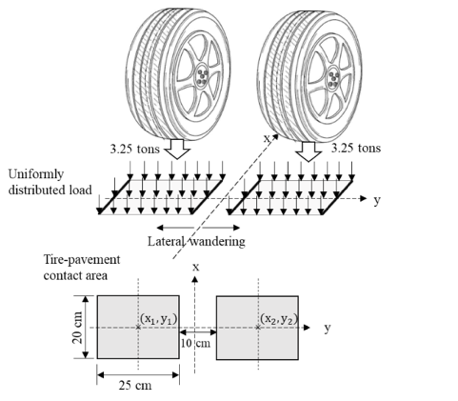 3.25 tons
3.25 tons
x
Uniformly
distributed load
y
Lateral wandering
Tire-pavement
contact area
x
20 cm
(x₁,y₁)
(x₂,y₂)
y
10 cm
25 cm